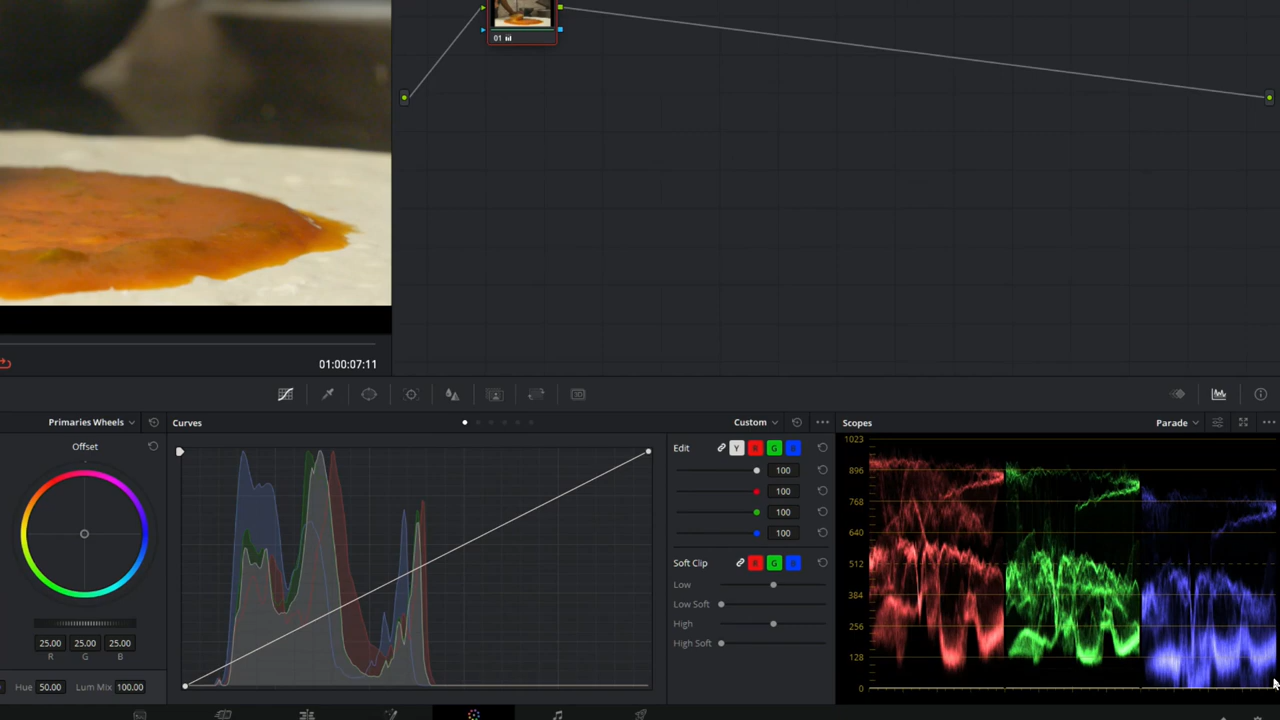 01
01:00:07:11
Primaries Wheels
Curves
Custom
Scopes
Parade
Offset
Edit
Y R G B
100
100
100
100
Soft Clip
R G B
Low
Low Soft
High
High Soft
25.00 25.00 25.00
R G B
Hue 50.00 Lum Mix 100.00
1023
896
768
640
512
384
256
128
0